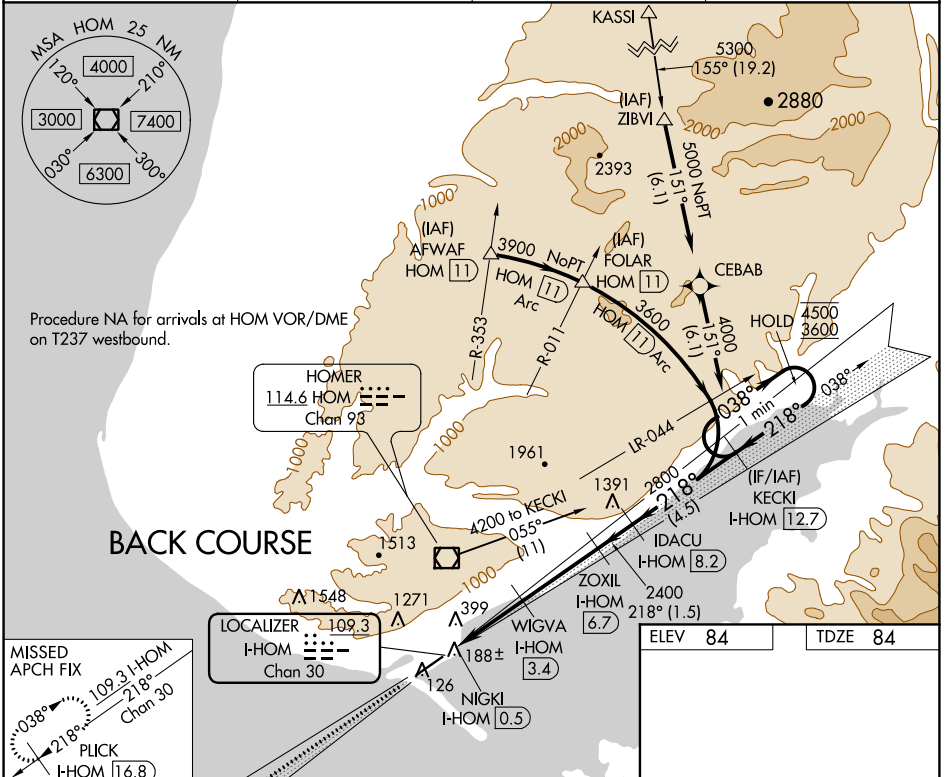 MSA HOM 25 NM
120°
4000
210°
3000
7400
030°
6300
300°
KASSI
5300
155° (19.2)
(IAF)
ZIBVI
2880
2000
2000
2000
2393
5000 NoPT
151°
(6.1)
1000
(IAF)
AFWAF
HOM 11
3900
NoPT
HOM 11
Arc
(IAF)
FOLAR
HOM 11
3600
HOM 11 Arc
CEBAB
4000
151°
(6.1)
HOLD
4500
3600
Procedure NA for arrivals at HOM VOR/DME
on T237 westbound.
R-353
R-011
HOMER
114.6 HOM
Chan 93
038°
1 min
218°
038°
LR-044
1000
1000
1961
1391
2800
218°
(4.5)
(IF/IAF)
KECKI
I-HOM 12.7
4200 to KECKI
055°
(11)
BACK COURSE
1513
1000
IDACU
I-HOM 8.2
ZOXIL
I-HOM
6.7
2400
218° (1.5)
1548
1271
399
WIGVA
I-HOM
3.4
LOCALIZER 109.3
I-HOM
Chan 30
188±
126
NIGKI
I-HOM 0.5
ELEV 84
TDZE 84
MISSED
APCH FIX
109.3 I-HOM
218°
Chan 30
038°
218°
PLICK
I-HOM 16.8